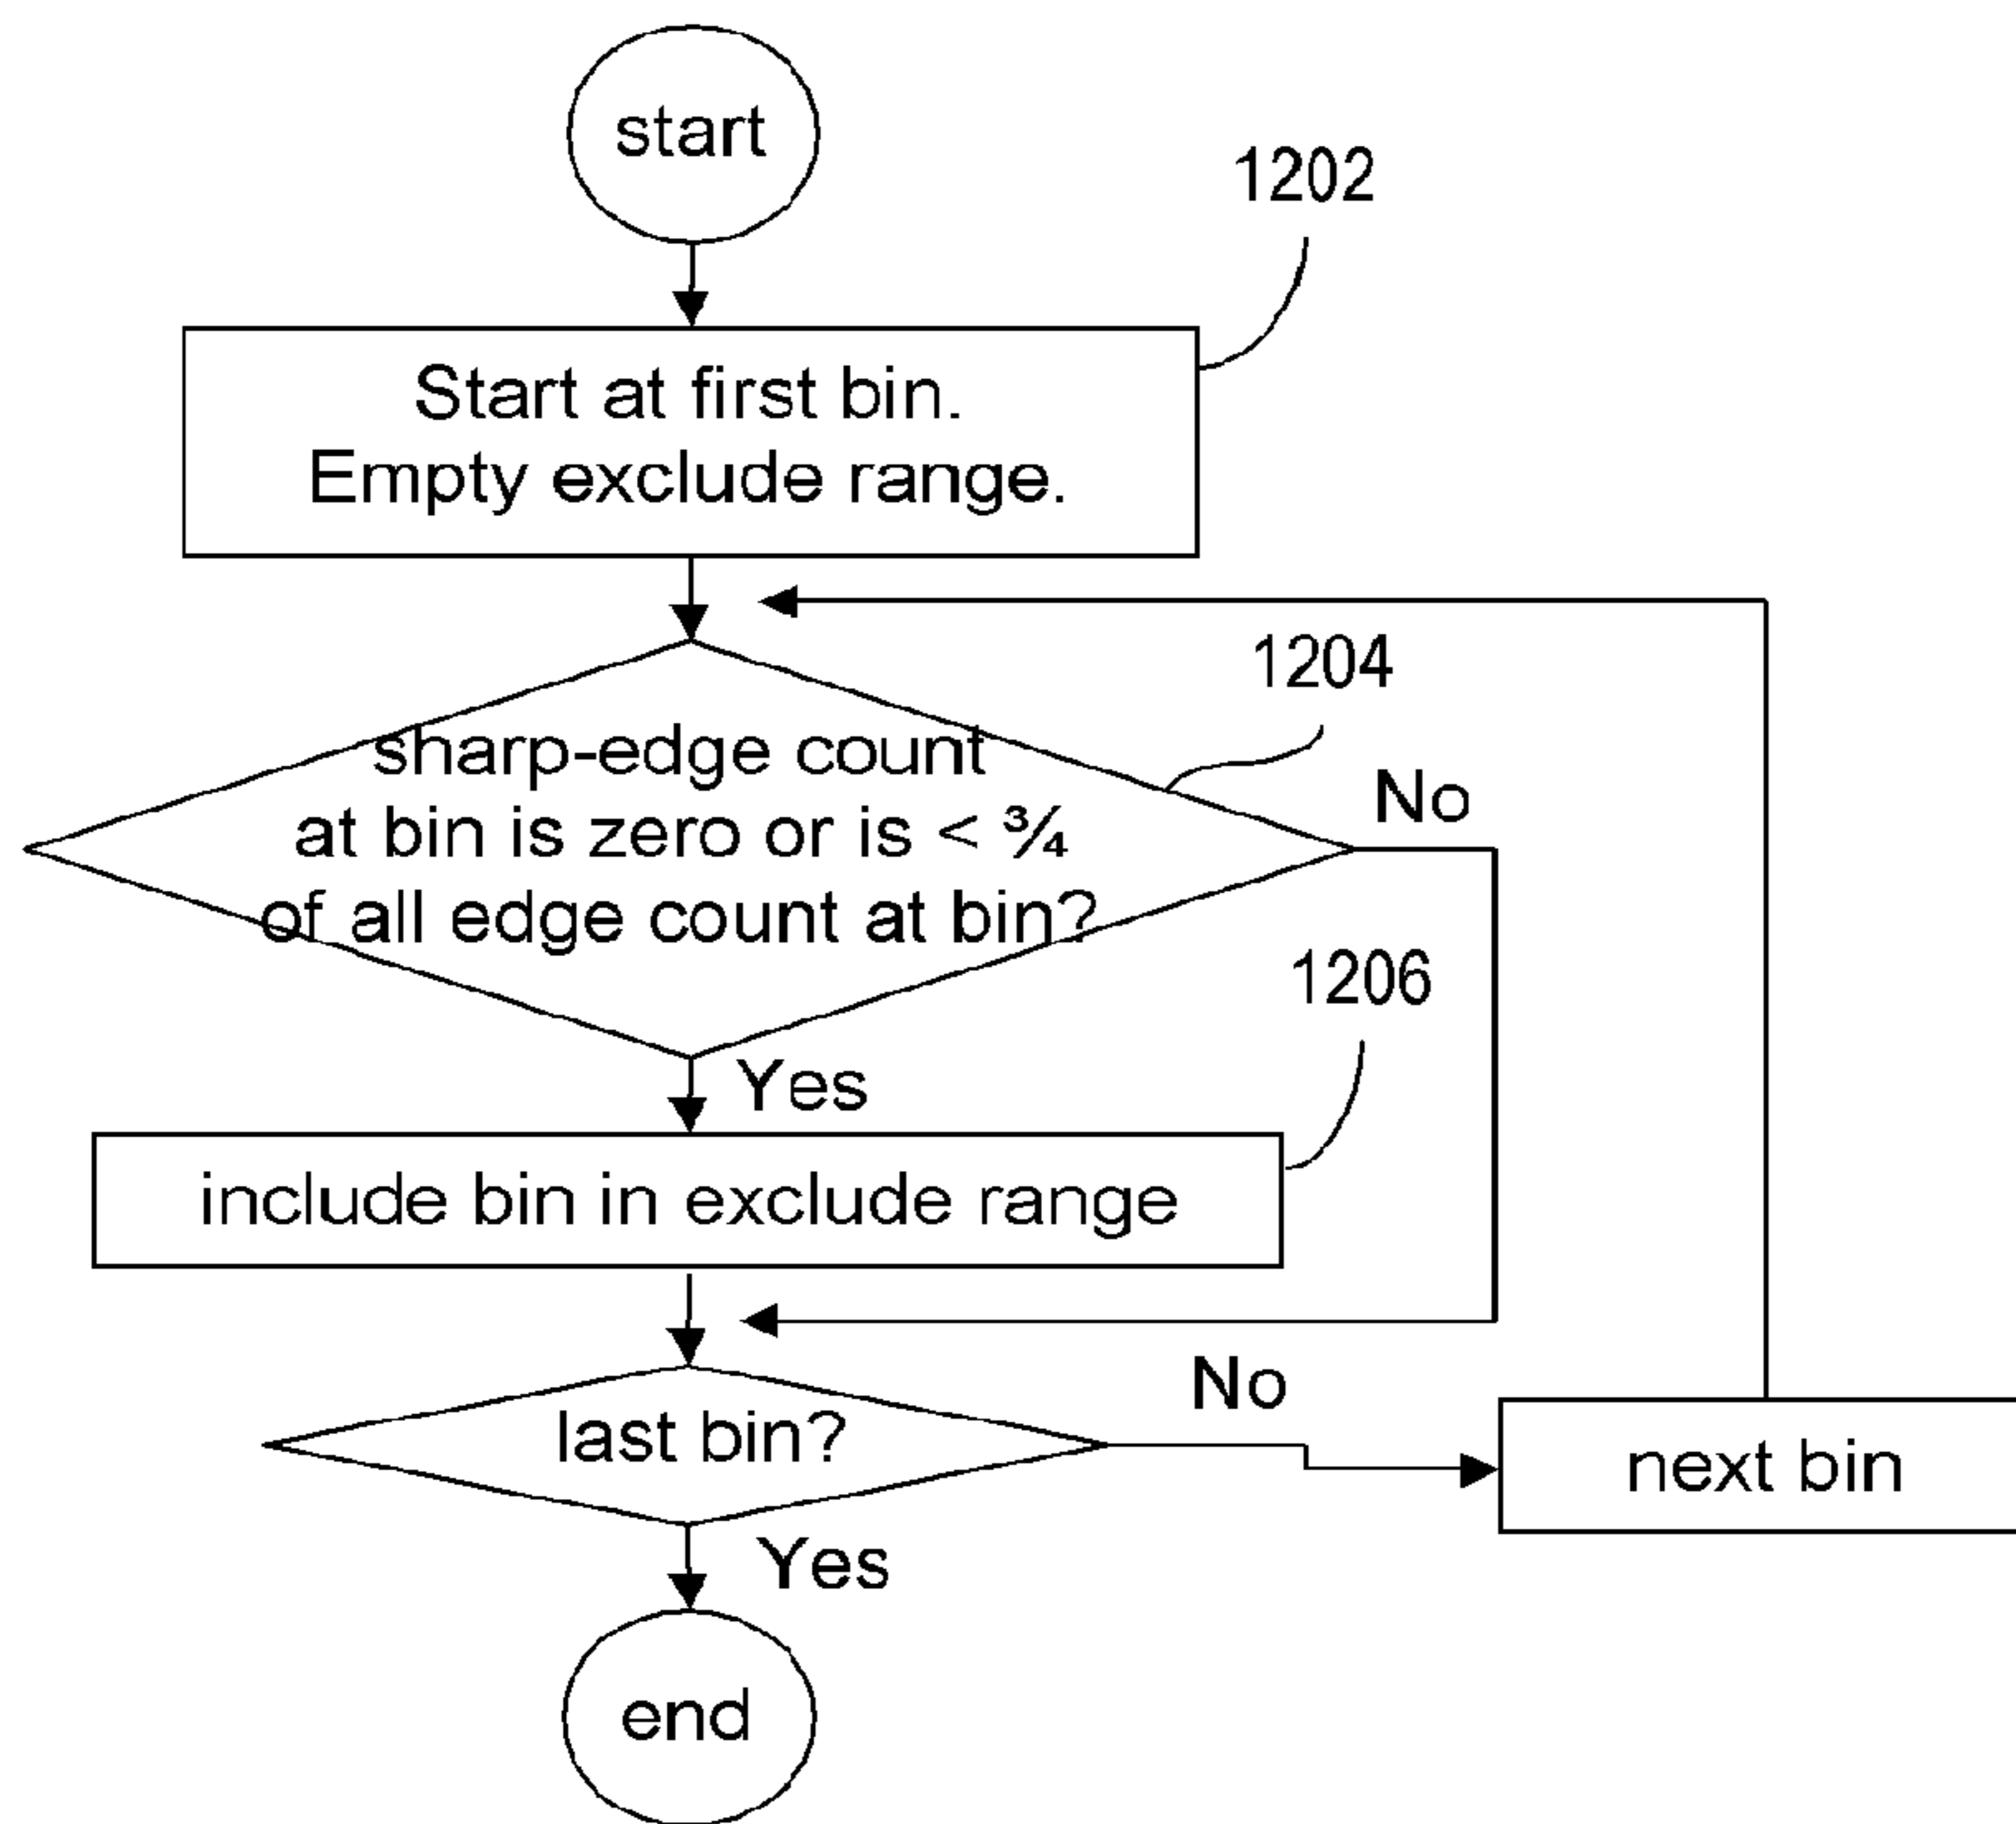 start
1202
Start at first bin.
Empty exclude range.
1204
sharp-edge count
at bin is zero or is < ¾
of all edge count at bin?
No
1206
Yes
include bin in exclude range
last bin?
No
next bin
Yes
end